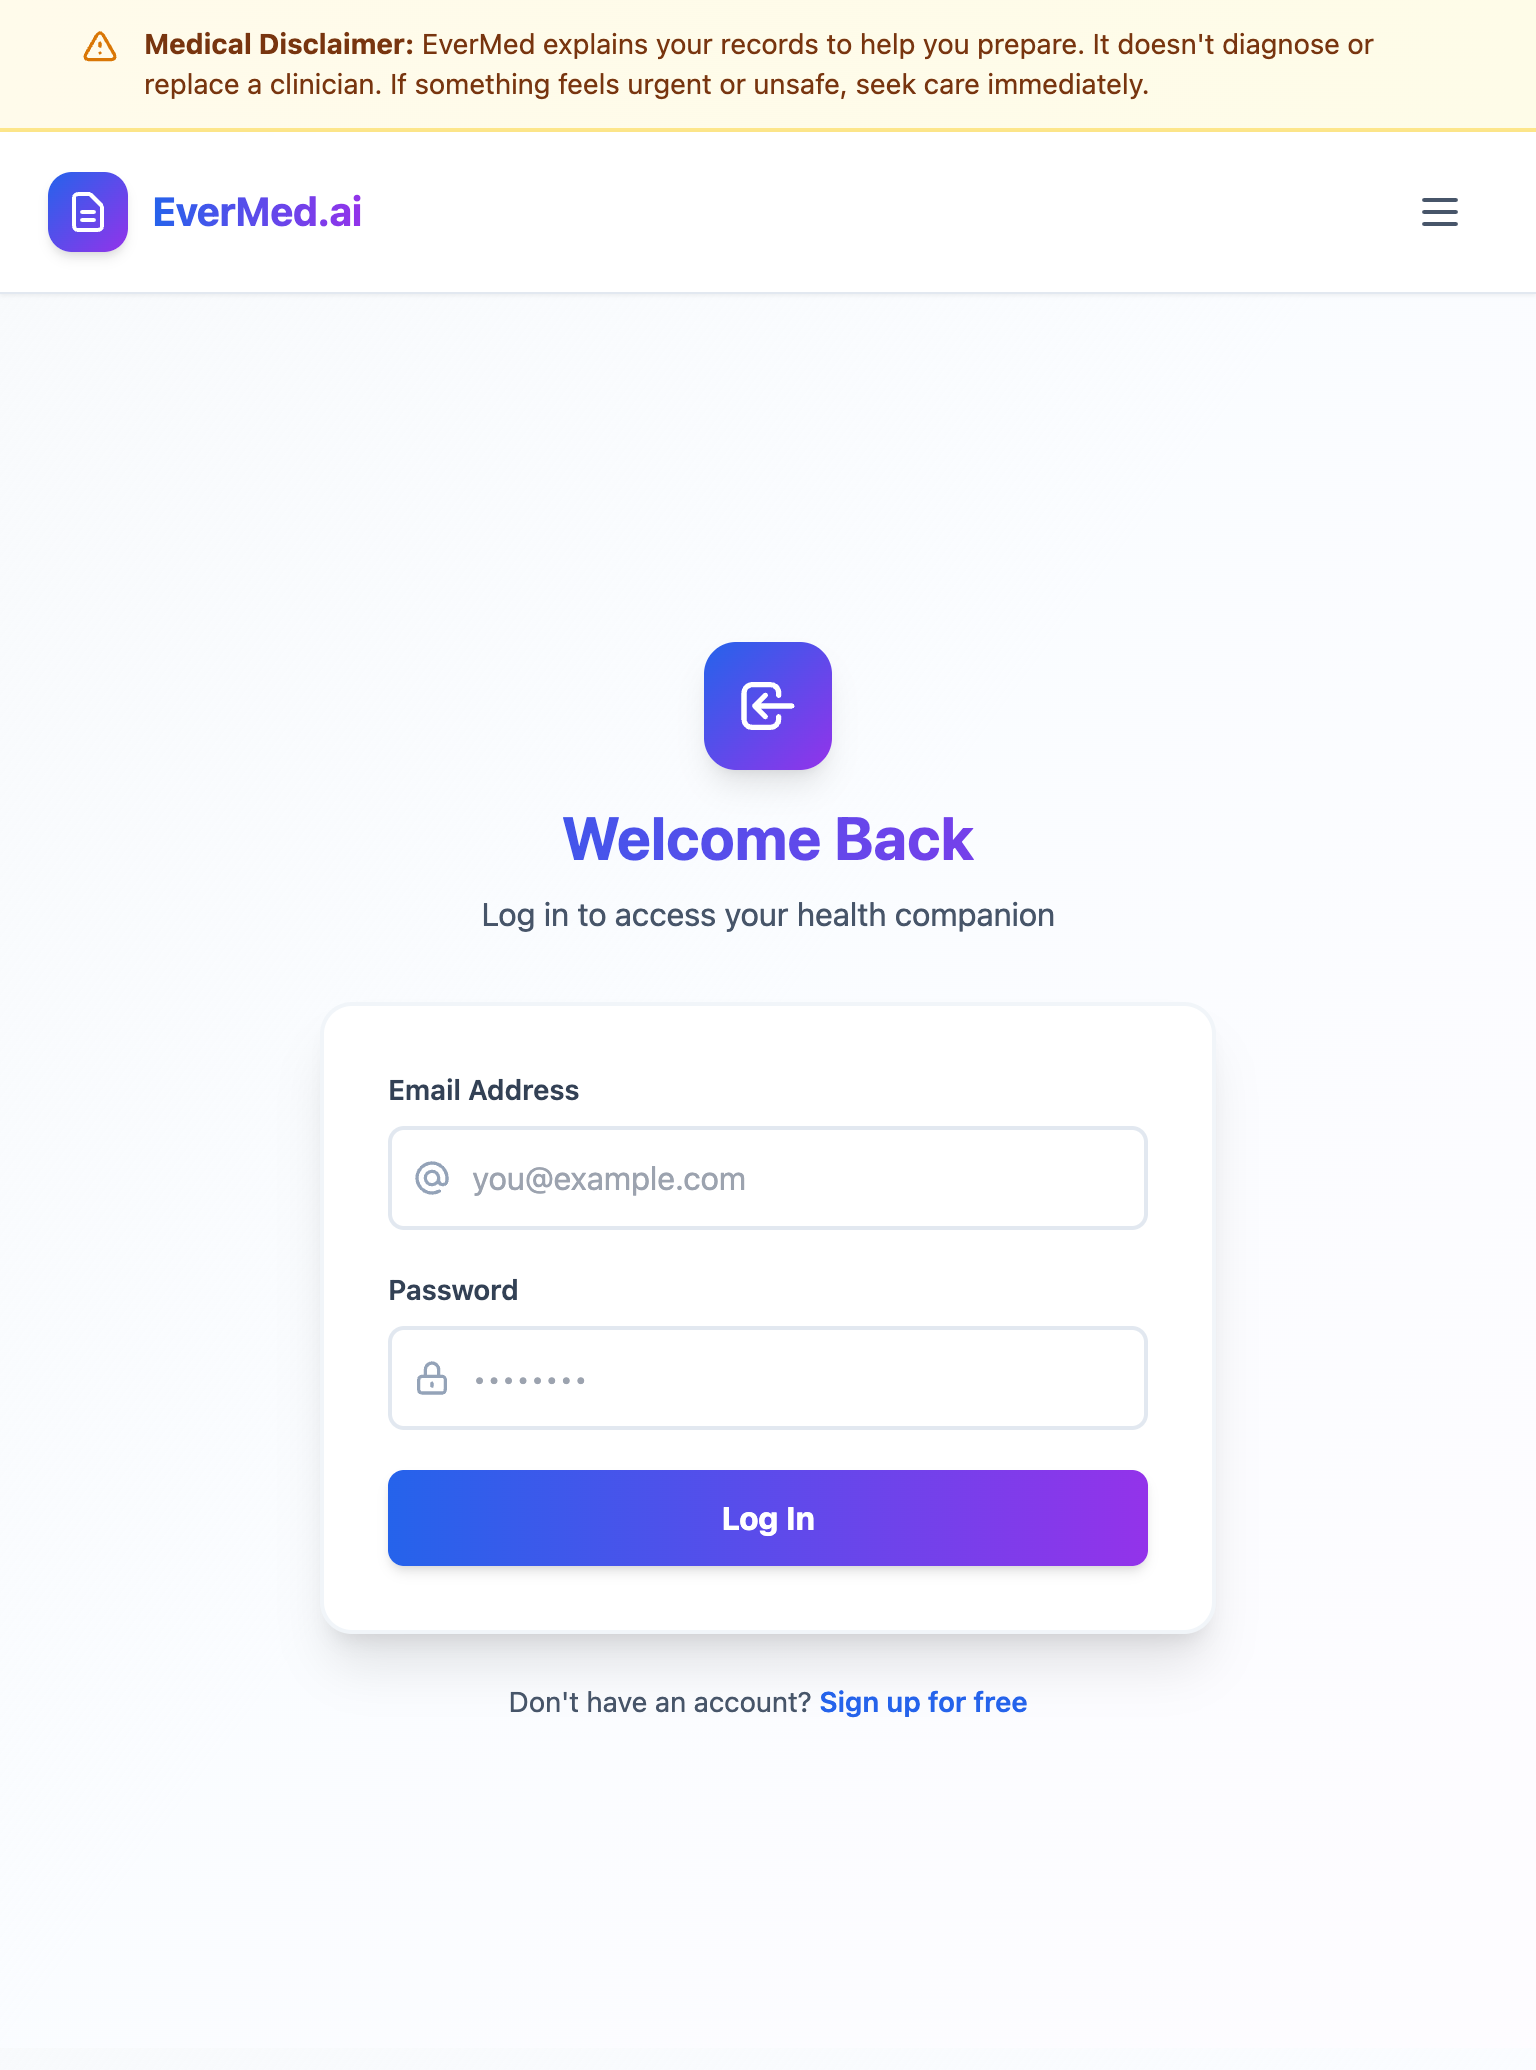 Medical Disclaimer: EverMed explains your records to help you prepare. It doesn't diagnose or
replace a clinician. If something feels urgent or unsafe, seek care immediately.
EverMed.ai
Welcome Back
Log in to access your health companion
Email Address
you@example.com
Password
••••••••
Log In
Don't have an account? Sign up for free